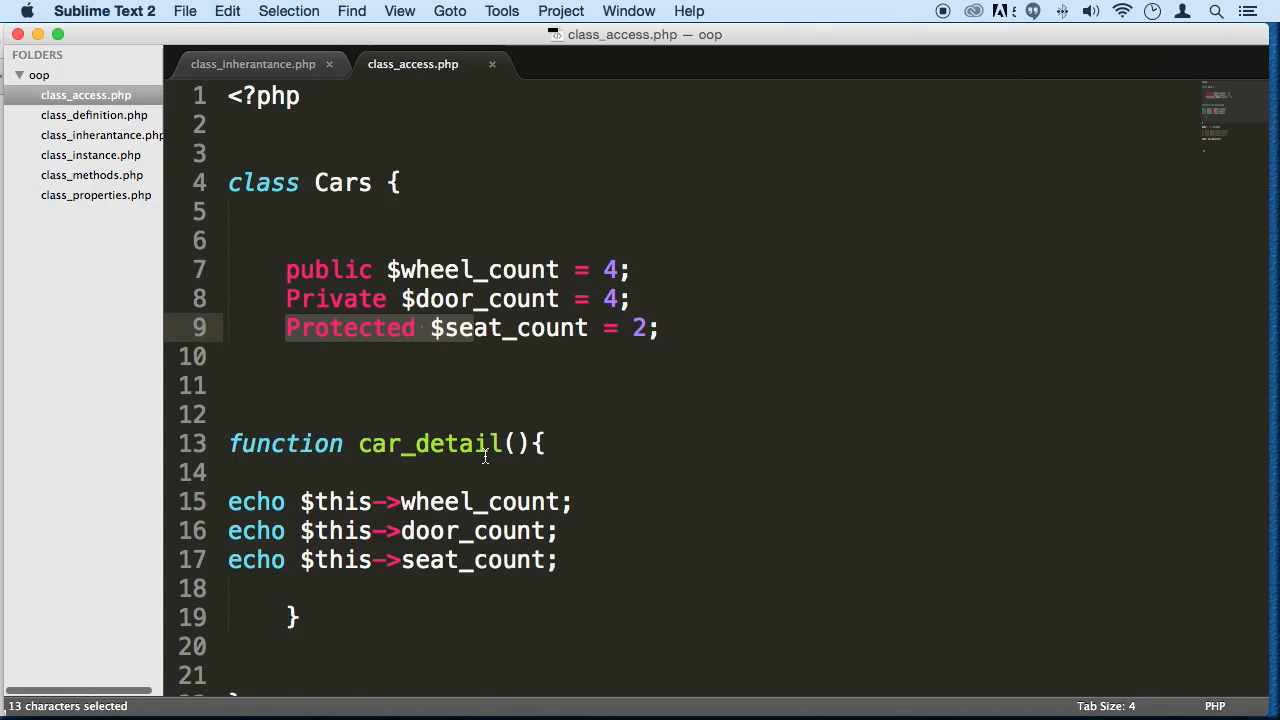 Sublime Text 2 File Edit Selection Find View Goto Tools Project Window Help
class_access.php — oop
FOLDERS
oop
class_access.php
class_definition.php
class_inherantance.php
class_instance.php
class_methods.php
class_properties.php
class_inherantance.php × class_access.php ×
1 <?php
2
3
4 class Cars {
5
6
7 public $wheel_count = 4;
8 Private $door_count = 4;
9 Protected $seat_count = 2;
10
11
12
13 function car_detail(){
14
15 echo $this->wheel_count;
16 echo $this->door_count;
17 echo $this->seat_count;
18
19 }
20
21
13 characters selected Tab Size: 4 PHP